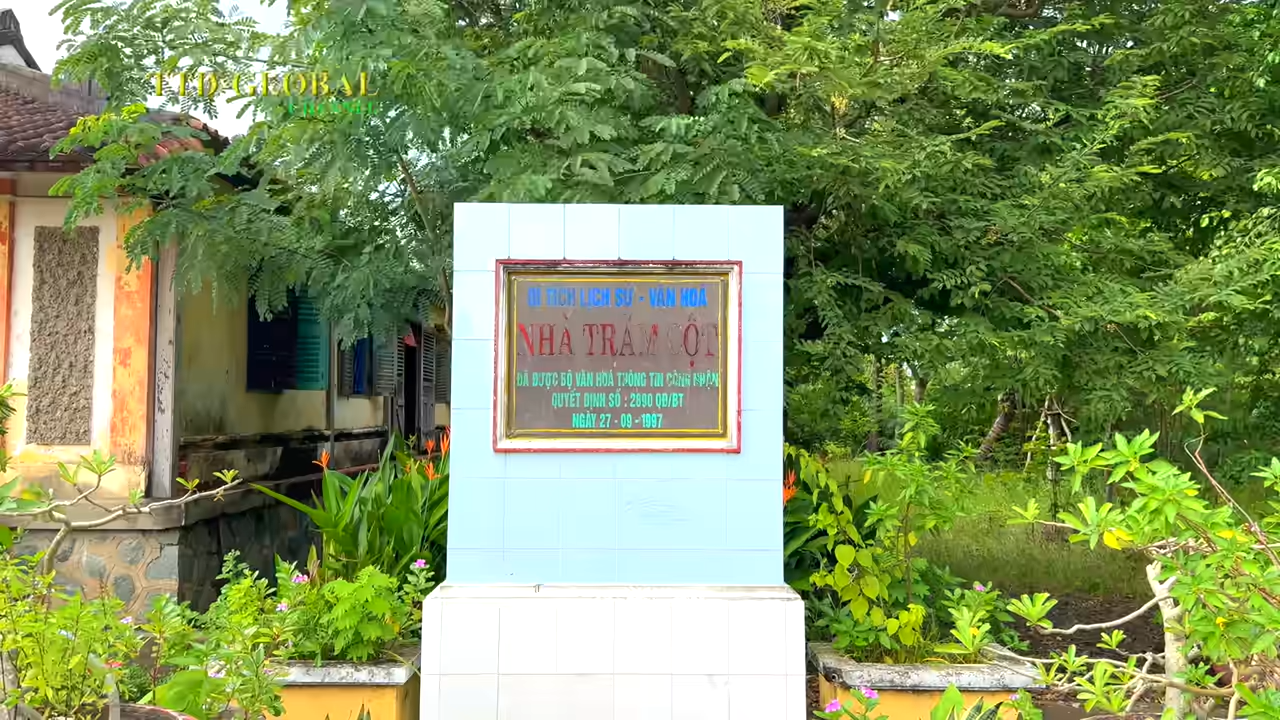 TTD GLOBAL
DI TÍCH LỊCH SỬ - VĂN HOÁ
NHÀ TRĂM CỘT
ĐÃ ĐƯỢC BỘ VĂN HOÁ THÔNG TIN CÔNG NHẬN
QUYẾT ĐỊNH SỐ : 2890 QĐ/BT
NGÀY 27 - 09 - 1997